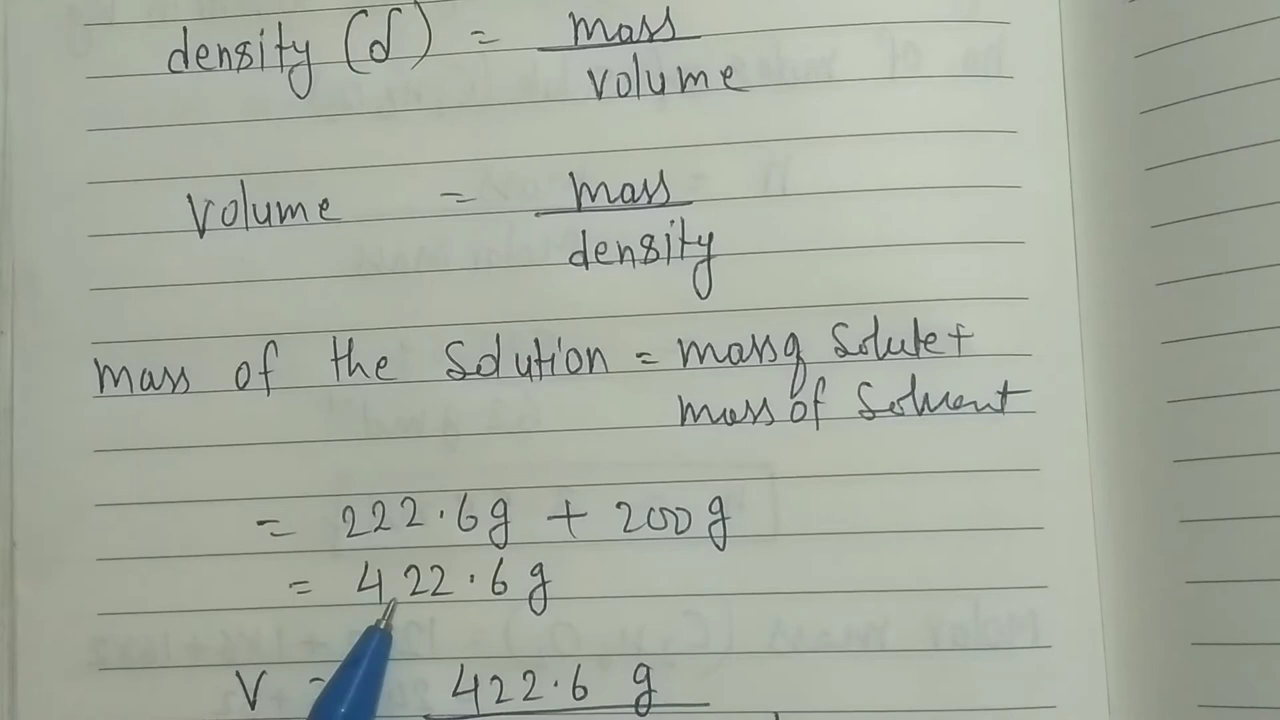 density (d) = mass
volume
Volume = mass
density
mass of the Solution = mass of Solute +
mass of Solvent
= 222.6g + 200g
= 422.6 g
V = 422.6 g